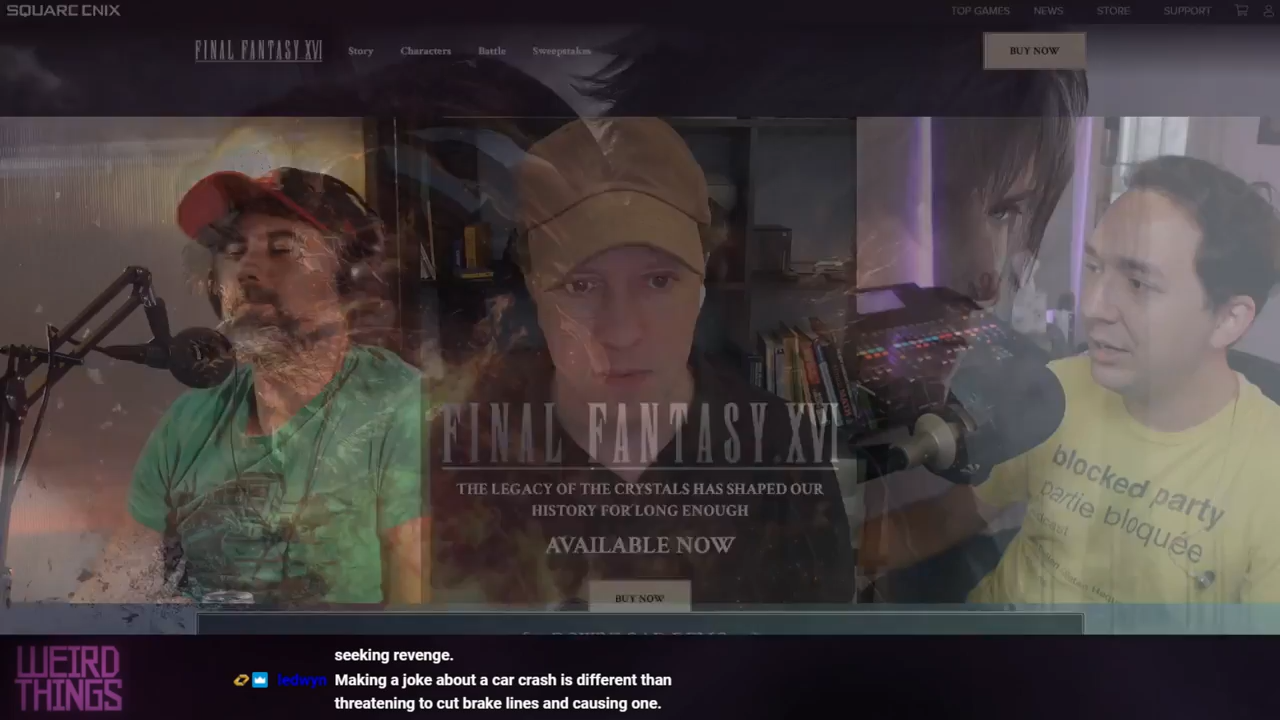 SQUARE ENIX
TOP GAMES NEWS STORE SUPPORT
FINAL FANTASY XVI Story Characters Battle Sweepstakes BUY NOW
FINAL FANTASY XVI
THE LEGACY OF THE CRYSTALS HAS SHAPED OUR
HISTORY FOR LONG ENOUGH
AVAILABLE NOW
BUY NOW
blocked party
partie bloquée
WEIRD
THINGS
seeking revenge.
ledwyn Making a joke about a car crash is different than
threatening to cut brake lines and causing one.